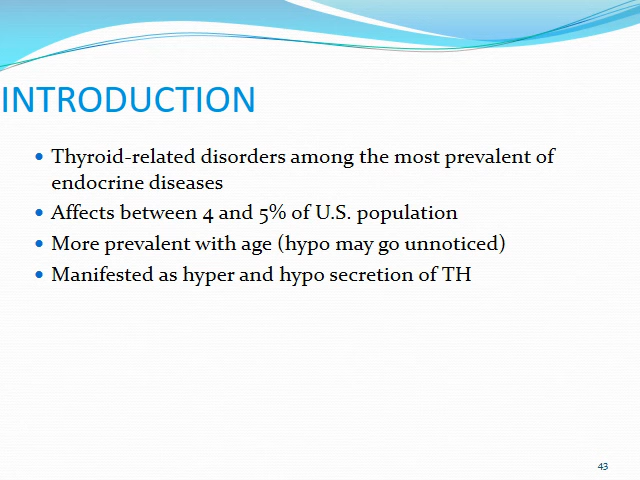 INTRODUCTION
• Thyroid-related disorders among the most prevalent of
endocrine diseases
• Affects between 4 and 5% of U.S. population
• More prevalent with age (hypo may go unnoticed)
• Manifested as hyper and hypo secretion of TH
43